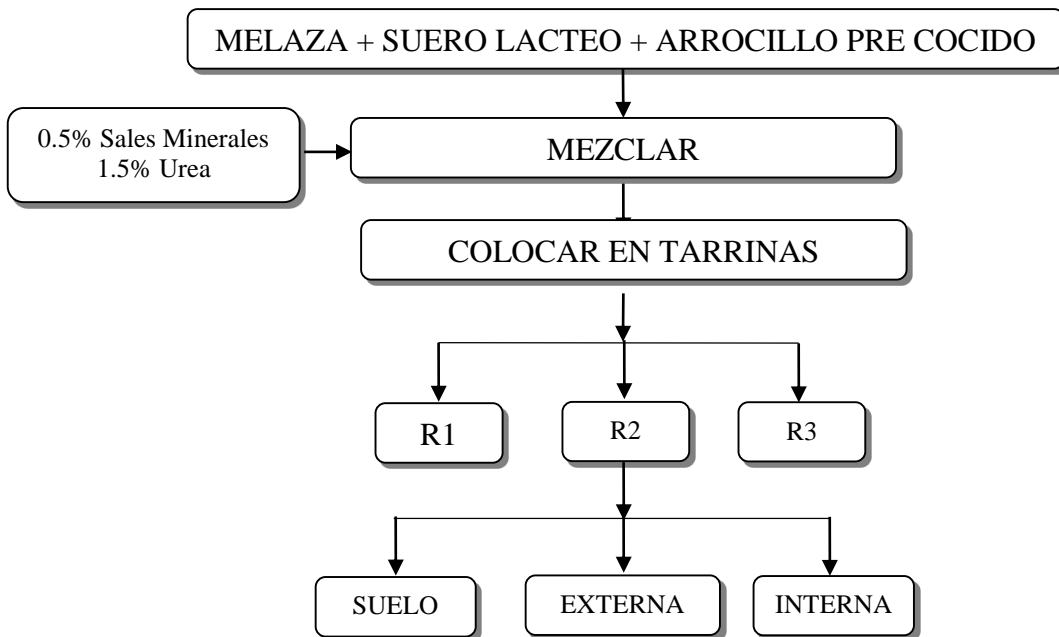 MELAZA + SUERO LACTEO + ARROCILLO PRE COCIDO
0.5% Sales Minerales
1.5% Urea
MEZCLAR
COLOCAR EN TARRINAS
R1
R2
R3
SUELO
EXTERNA
INTERNA